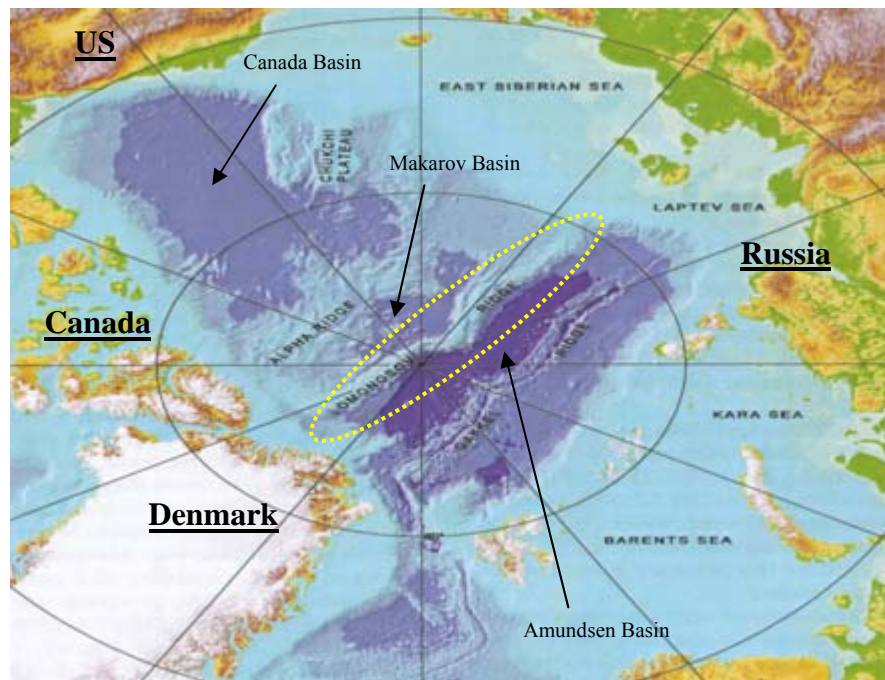 US
Canada Basin
EAST SIBERIAN SEA
CHUKCHI
PLATEAU
Makarov Basin
LAPTEV SEA
Russia
Canada
ALPHA RIDGE
RIDGE
RIDGE
LOMONOSOV
GAKKEL
KARA SEA
Denmark
BARENTS SEA
Amundsen Basin